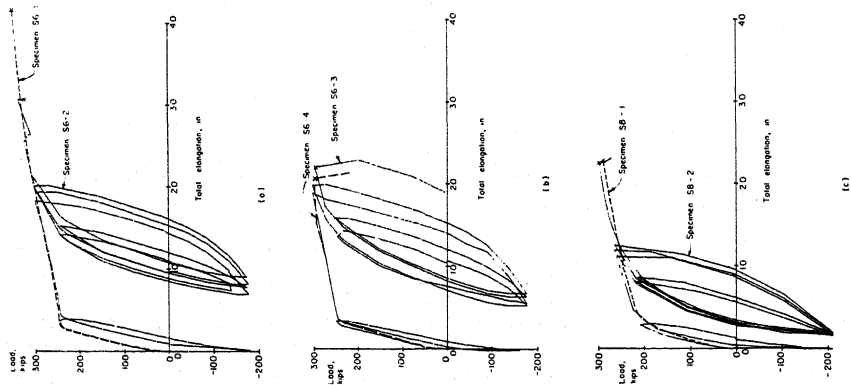 Load,
kips
300
200
100
0
-100
-200
10
20
30
40
Total elongation, in
Specimen S6-1
Specimen S6-2
(a)
Load,
kips
300
200
100
0
-100
-200
10
20
30
40
Total elongation, in
Specimen S6-4
Specimen S6-3
(b)
Load,
kips
300
200
100
0
-100
-200
10
20
30
40
Total elongation, in
Specimen S8-1
Specimen S8-2
(c)